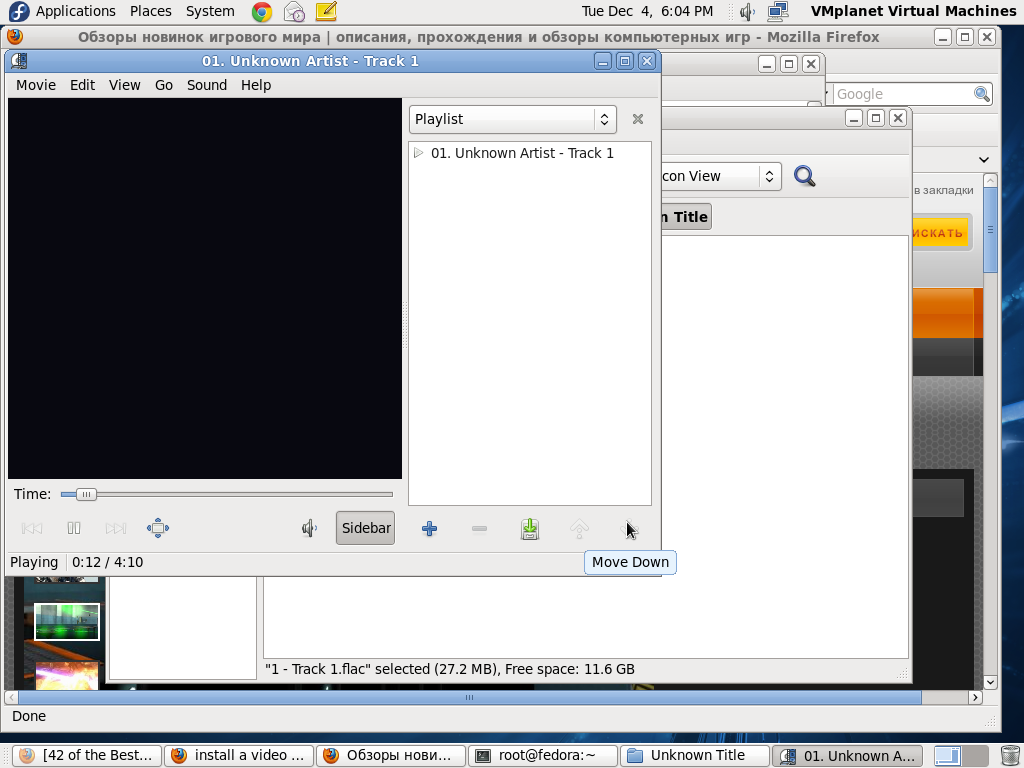 Applications Places System Tue Dec 4, 6:04 PM VMplanet Virtual Machines
Обзоры новинок игрового мира | описания, прохождения и обзоры компьютерных игр - Mozilla Firefox
01. Unknown Artist - Track 1
Movie Edit View Go Sound Help
Google
Playlist
01. Unknown Artist - Track 1
con View
в закладки
n Title
ИСКАТЬ
Time:
Sidebar
Playing 0:12 / 4:10
Move Down
"1 - Track 1.flac" selected (27.2 MB), Free space: 11.6 GB
Done
[42 of the Best... install a video ... Обзоры нови... root@fedora:~ Unknown Title 01. Unknown A...